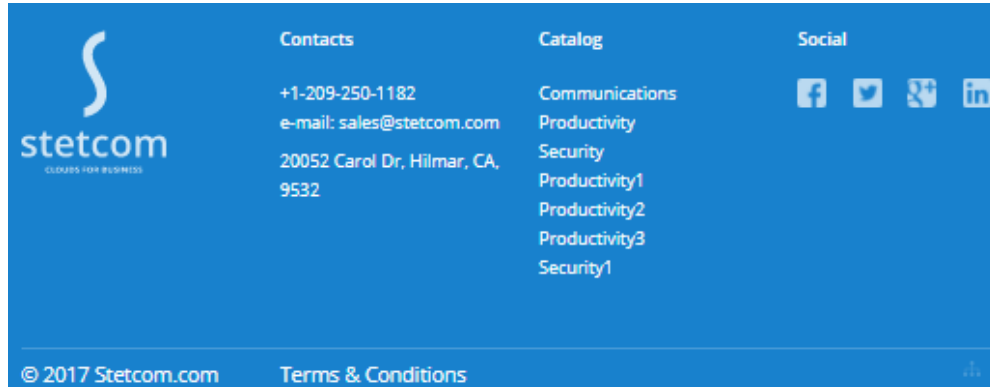 stetcom
CLOUDS FOR BUSINESS
Contacts
+1-209-250-1182
e-mail: sales@stetcom.com
20052 Carol Dr, Hilmar, CA,
9532
Catalog
Communications
Productivity
Security
Productivity1
Productivity2
Productivity3
Security1
Social
© 2017 Stetcom.com
Terms & Conditions